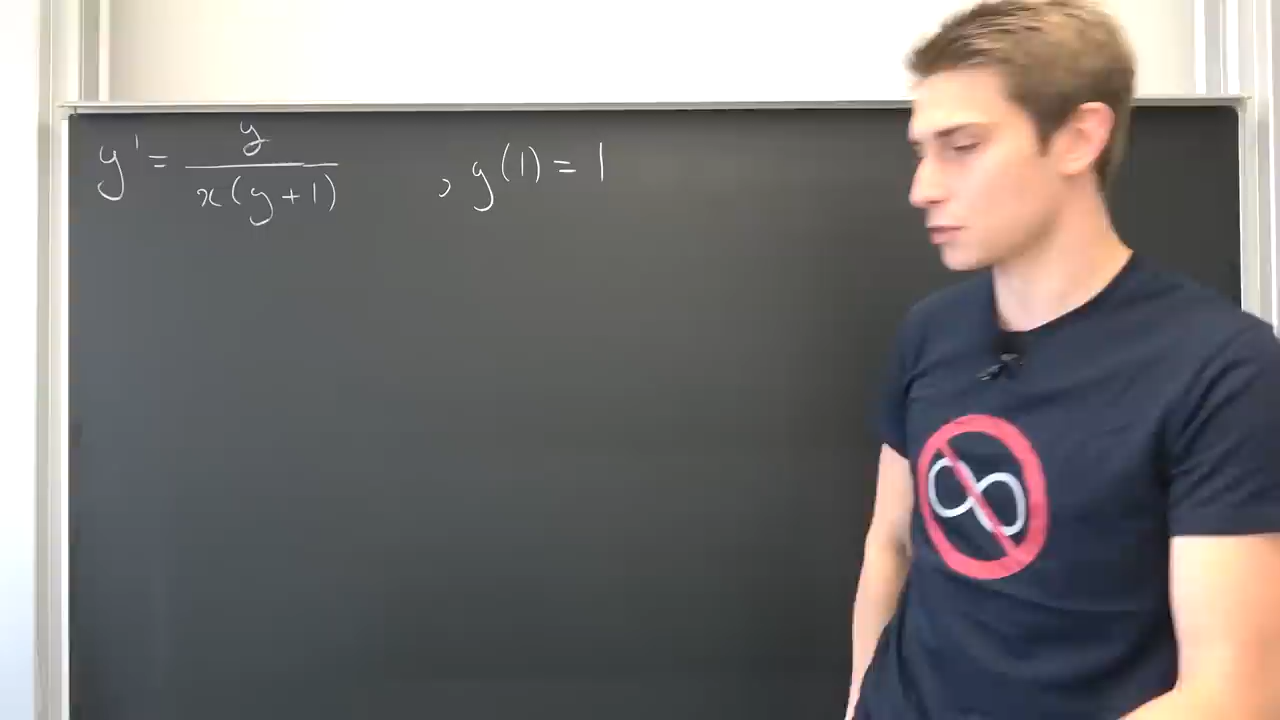 y' = y / x(y+1) , y(1) = 1